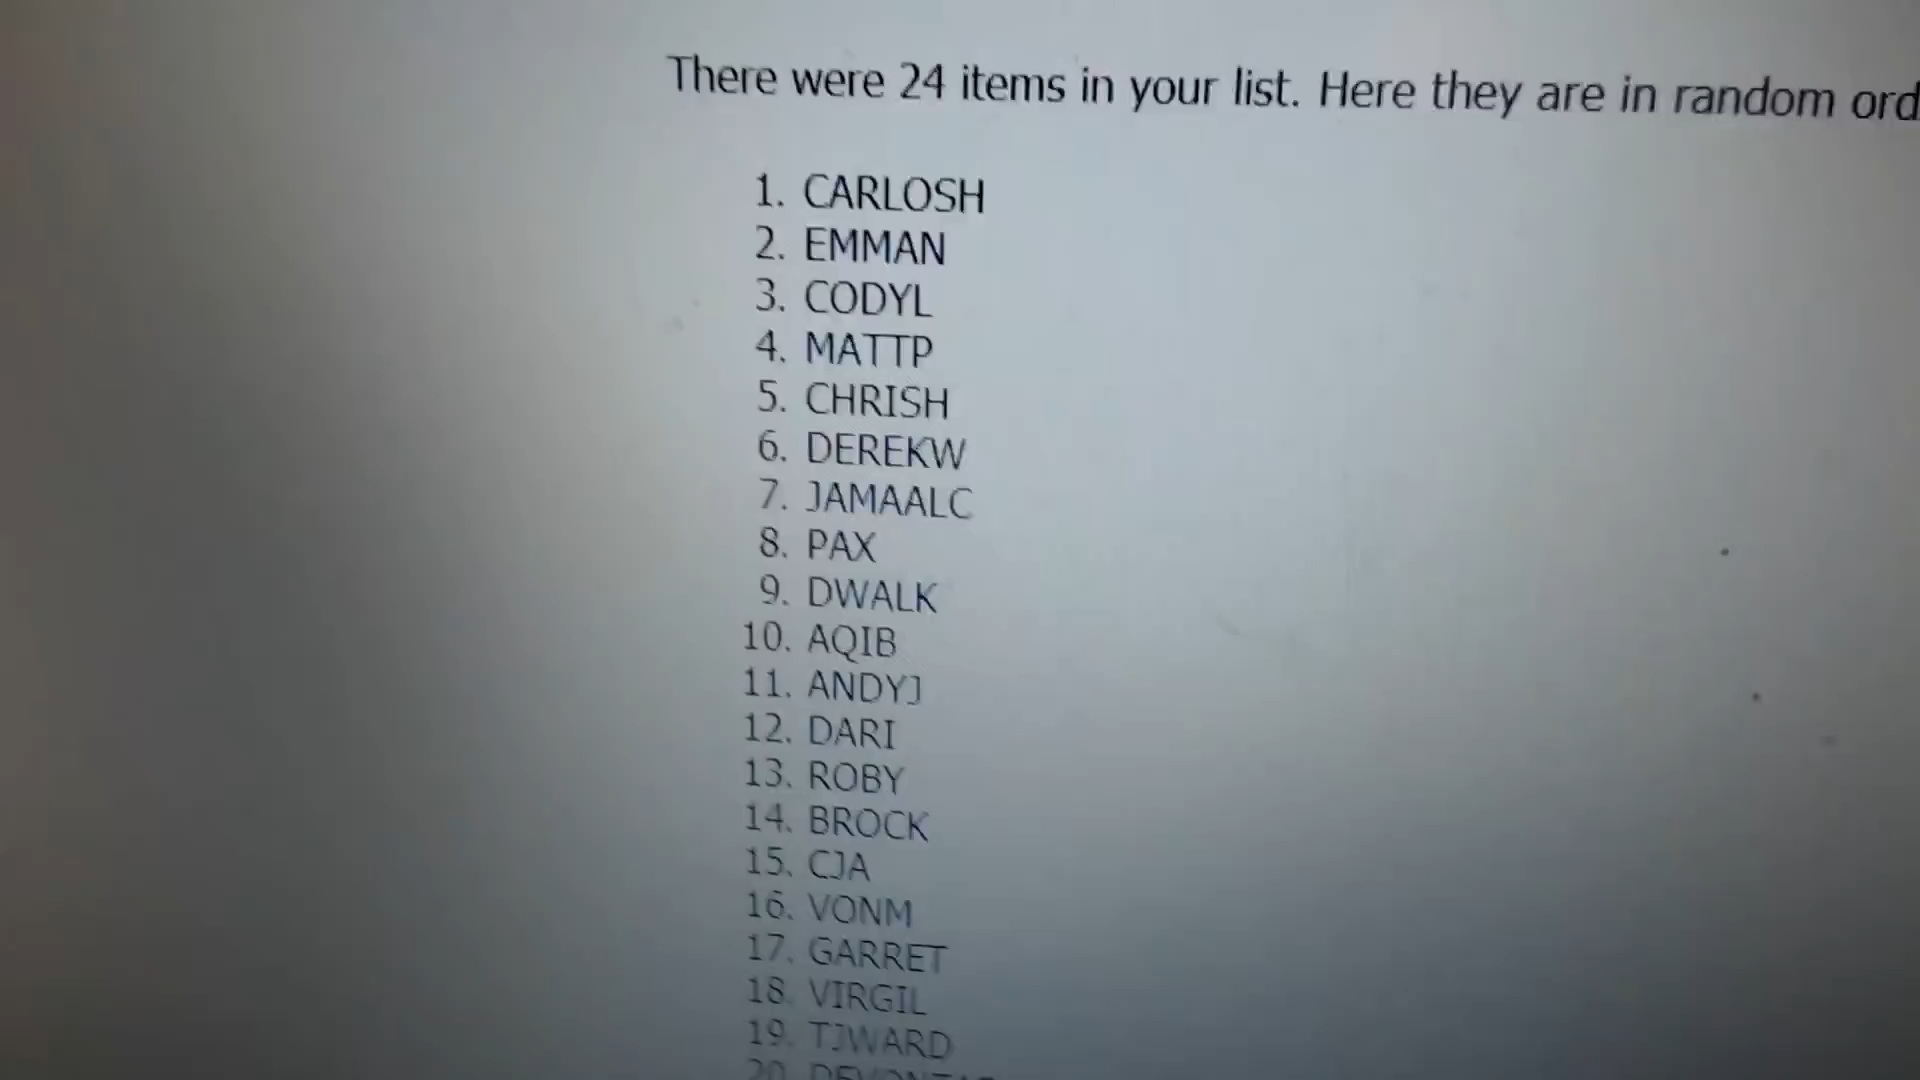 There were 24 items in your list. Here they are in random ord
1. CARLOSH
2. EMMAN
3. CODYL
4. MATTP
5. CHRISH
6. DEREKW
7. JAMAALC
8. PAX
9. DWALK
10. AQIB
11. ANDYJ
12. DARI
13. ROBY
14. BROCK
15. CJA
16. VONM
17. GARRET
18. VIRGIL
19. TJWARD
20